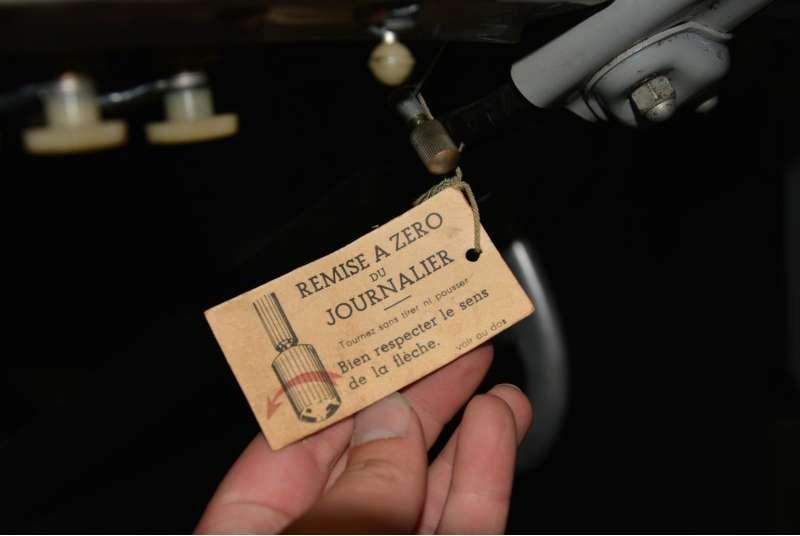 REMISE A ZERO
DU
JOURNALIER
Tournez sans tirer ni pousser
Bien respecter le sens
de la flèche.
voir au dos